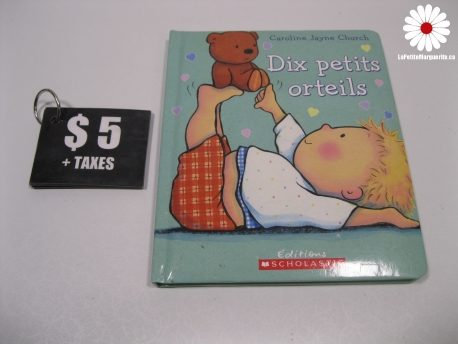 LaPetiteMarguerite.ca
Caroline Jayne Church
Dix petits
orteils
$5
+ TAXES
Éditions
SCHOLASTIC